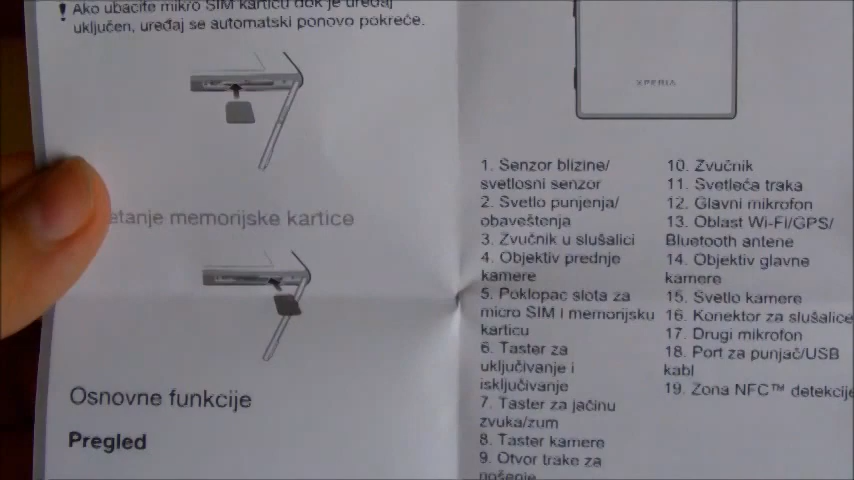 Ako ubacite mikro SIM karticu dok je uređaj
uključen, uređaj se automatski ponovo pokreće.
etanje memorijske kartice
Osnovne funkcije
Pregled
XPERIA
1. Senzor blizine/
svetlosni senzor
2. Svetlo punjenja/
obaveštenja
3. Zvučnik u slušalici
4. Objektiv prednje
kamere
5. Poklopac slota za
micro SIM i memorijsku
karticu
6. Taster za
uključivanje i
isključivanje
7. Taster za jačinu
zvuka/zum
8. Taster kamere
9. Otvor trake za
nošenje
10. Zvučnik
11. Svetleća traka
12. Glavni mikrofon
13. Oblast Wi-Fi/GPS/
Bluetooth antene
14. Objektiv glavne
kamere
15. Svetlo kamere
16. Konektor za slušalice
17. Drugi mikrofon
18. Port za punjač/USB
kabl
19. Zona NFC™ detekcije